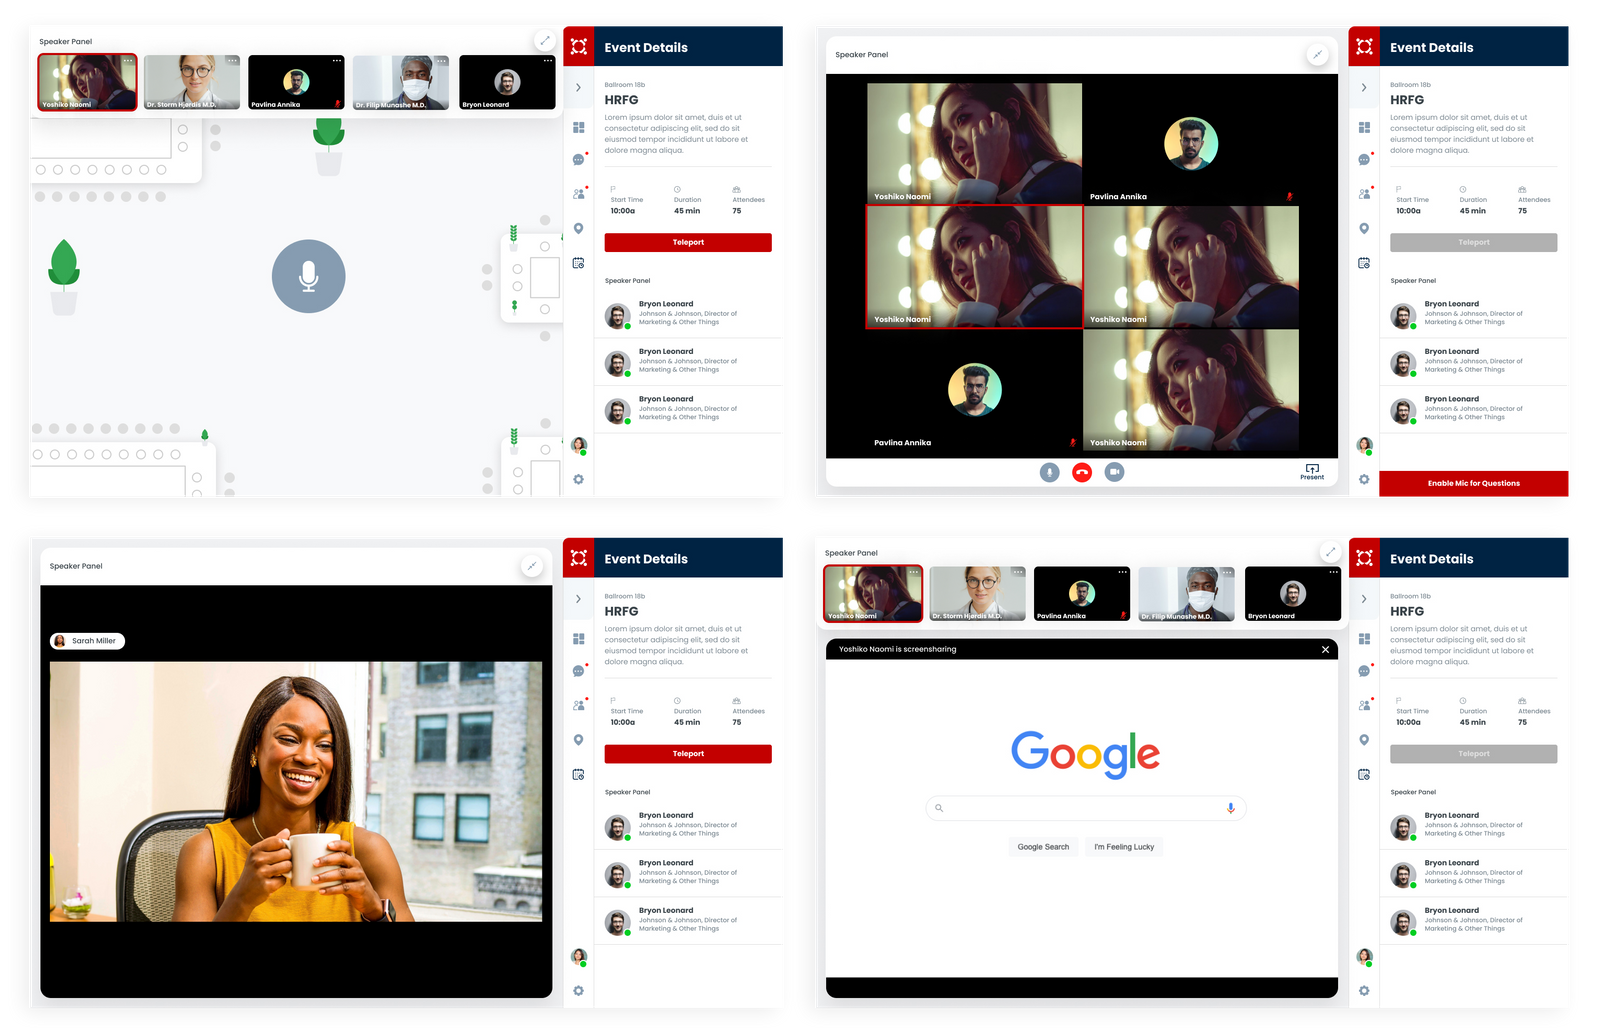 Speaker Panel
Yoshiko Naomi
Dr. Storm Hjørdis M.D.
Pavlina Annika
Dr. Filip Munashe M.D.
Bryon Leonard
Event Details
Ballroom 18b
HRFG
Lorem ipsum dolor sit amet, duis et ut
consectetur adipiscing elit, sed do sit
eiusmod tempor incididunt ut labore et
dolore magna aliqua.
Start Time
Duration
Attendees
10:00a
45 min
75
Teleport
Speaker Panel
Bryon Leonard
Johnson & Johnson, Director of
Marketing & Other Things
Bryon Leonard
Johnson & Johnson, Director of
Marketing & Other Things
Bryon Leonard
Johnson & Johnson, Director of
Marketing & Other Things
Speaker Panel
Yoshiko Naomi
Pavlina Annika
Yoshiko Naomi
Yoshiko Naomi
Pavlina Annika
Yoshiko Naomi
Present
Event Details
Ballroom 18b
HRFG
Lorem ipsum dolor sit amet, duis et ut
consectetur adipiscing elit, sed do sit
eiusmod tempor incididunt ut labore et
dolore magna aliqua.
Start Time
Duration
Attendees
10:00a
45 min
75
Teleport
Speaker Panel
Bryon Leonard
Johnson & Johnson, Director of
Marketing & Other Things
Bryon Leonard
Johnson & Johnson, Director of
Marketing & Other Things
Bryon Leonard
Johnson & Johnson, Director of
Marketing & Other Things
Enable Mic for Questions
Speaker Panel
Sarah Miller
Event Details
Ballroom 18b
HRFG
Lorem ipsum dolor sit amet, duis et ut
consectetur adipiscing elit, sed do sit
eiusmod tempor incididunt ut labore et
dolore magna aliqua.
Start Time
Duration
Attendees
10:00a
45 min
75
Teleport
Speaker Panel
Bryon Leonard
Johnson & Johnson, Director of
Marketing & Other Things
Bryon Leonard
Johnson & Johnson, Director of
Marketing & Other Things
Bryon Leonard
Johnson & Johnson, Director of
Marketing & Other Things
Speaker Panel
Yoshiko Naomi
Dr. Storm Hjørdis M.D.
Pavlina Annika
Dr. Filip Munashe M.D.
Bryon Leonard
Yoshiko Naomi is screensharing
Google
Google Search
I'm Feeling Lucky
Event Details
Ballroom 18b
HRFG
Lorem ipsum dolor sit amet, duis et ut
consectetur adipiscing elit, sed do sit
eiusmod tempor incididunt ut labore et
dolore magna aliqua.
Start Time
Duration
Attendees
10:00a
45 min
75
Teleport
Speaker Panel
Bryon Leonard
Johnson & Johnson, Director of
Marketing & Other Things
Bryon Leonard
Johnson & Johnson, Director of
Marketing & Other Things
Bryon Leonard
Johnson & Johnson, Director of
Marketing & Other Things